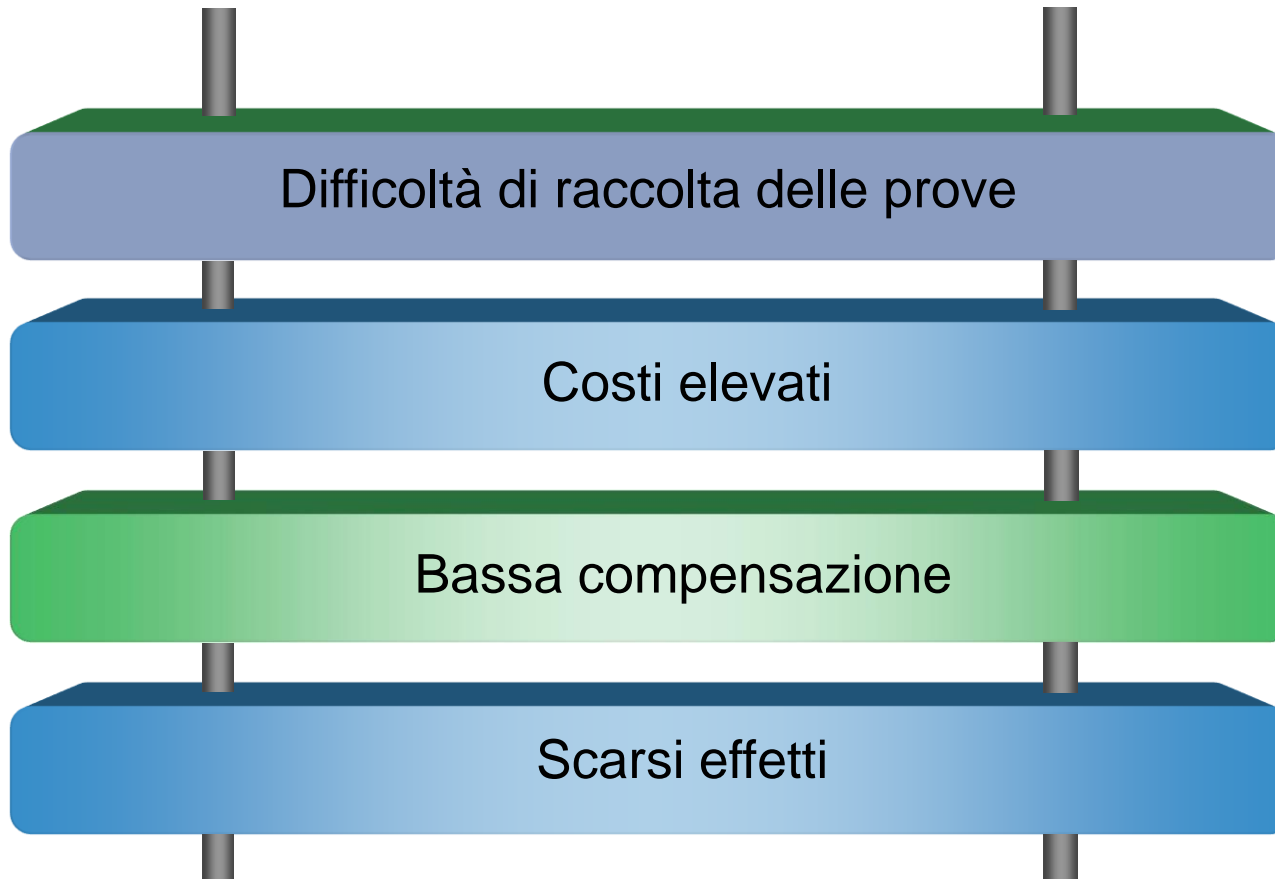 Difficoltà di raccolta delle prove
Costi elevati
Bassa compensazione
Scarsi effetti